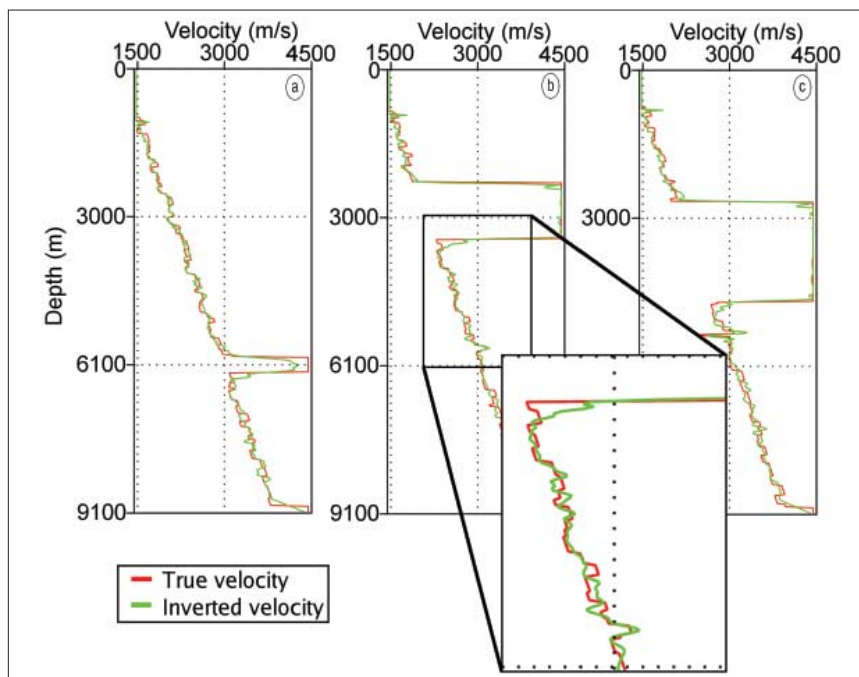 Velocity (m/s) Velocity (m/s) Velocity (m/s)
1500 3000 4500 1500 3000 4500 1500 3000 4500
0 a 0 b 0 c
3000 3000 3000
Depth (m)
6100 6100 6100
9100 9100
True velocity
Inverted velocity